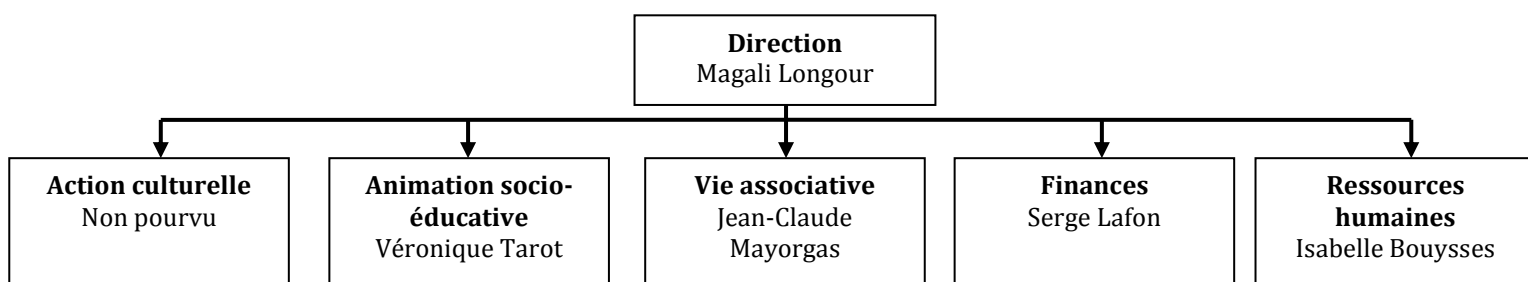 Direction
Magali Longour
Action culturelle
Non pourvu
Animation socio-
éducative
Véronique Tarot
Vie associative
Jean-Claude
Mayorgas
Finances
Serge Lafon
Ressources
humaines
Isabelle Bouysses